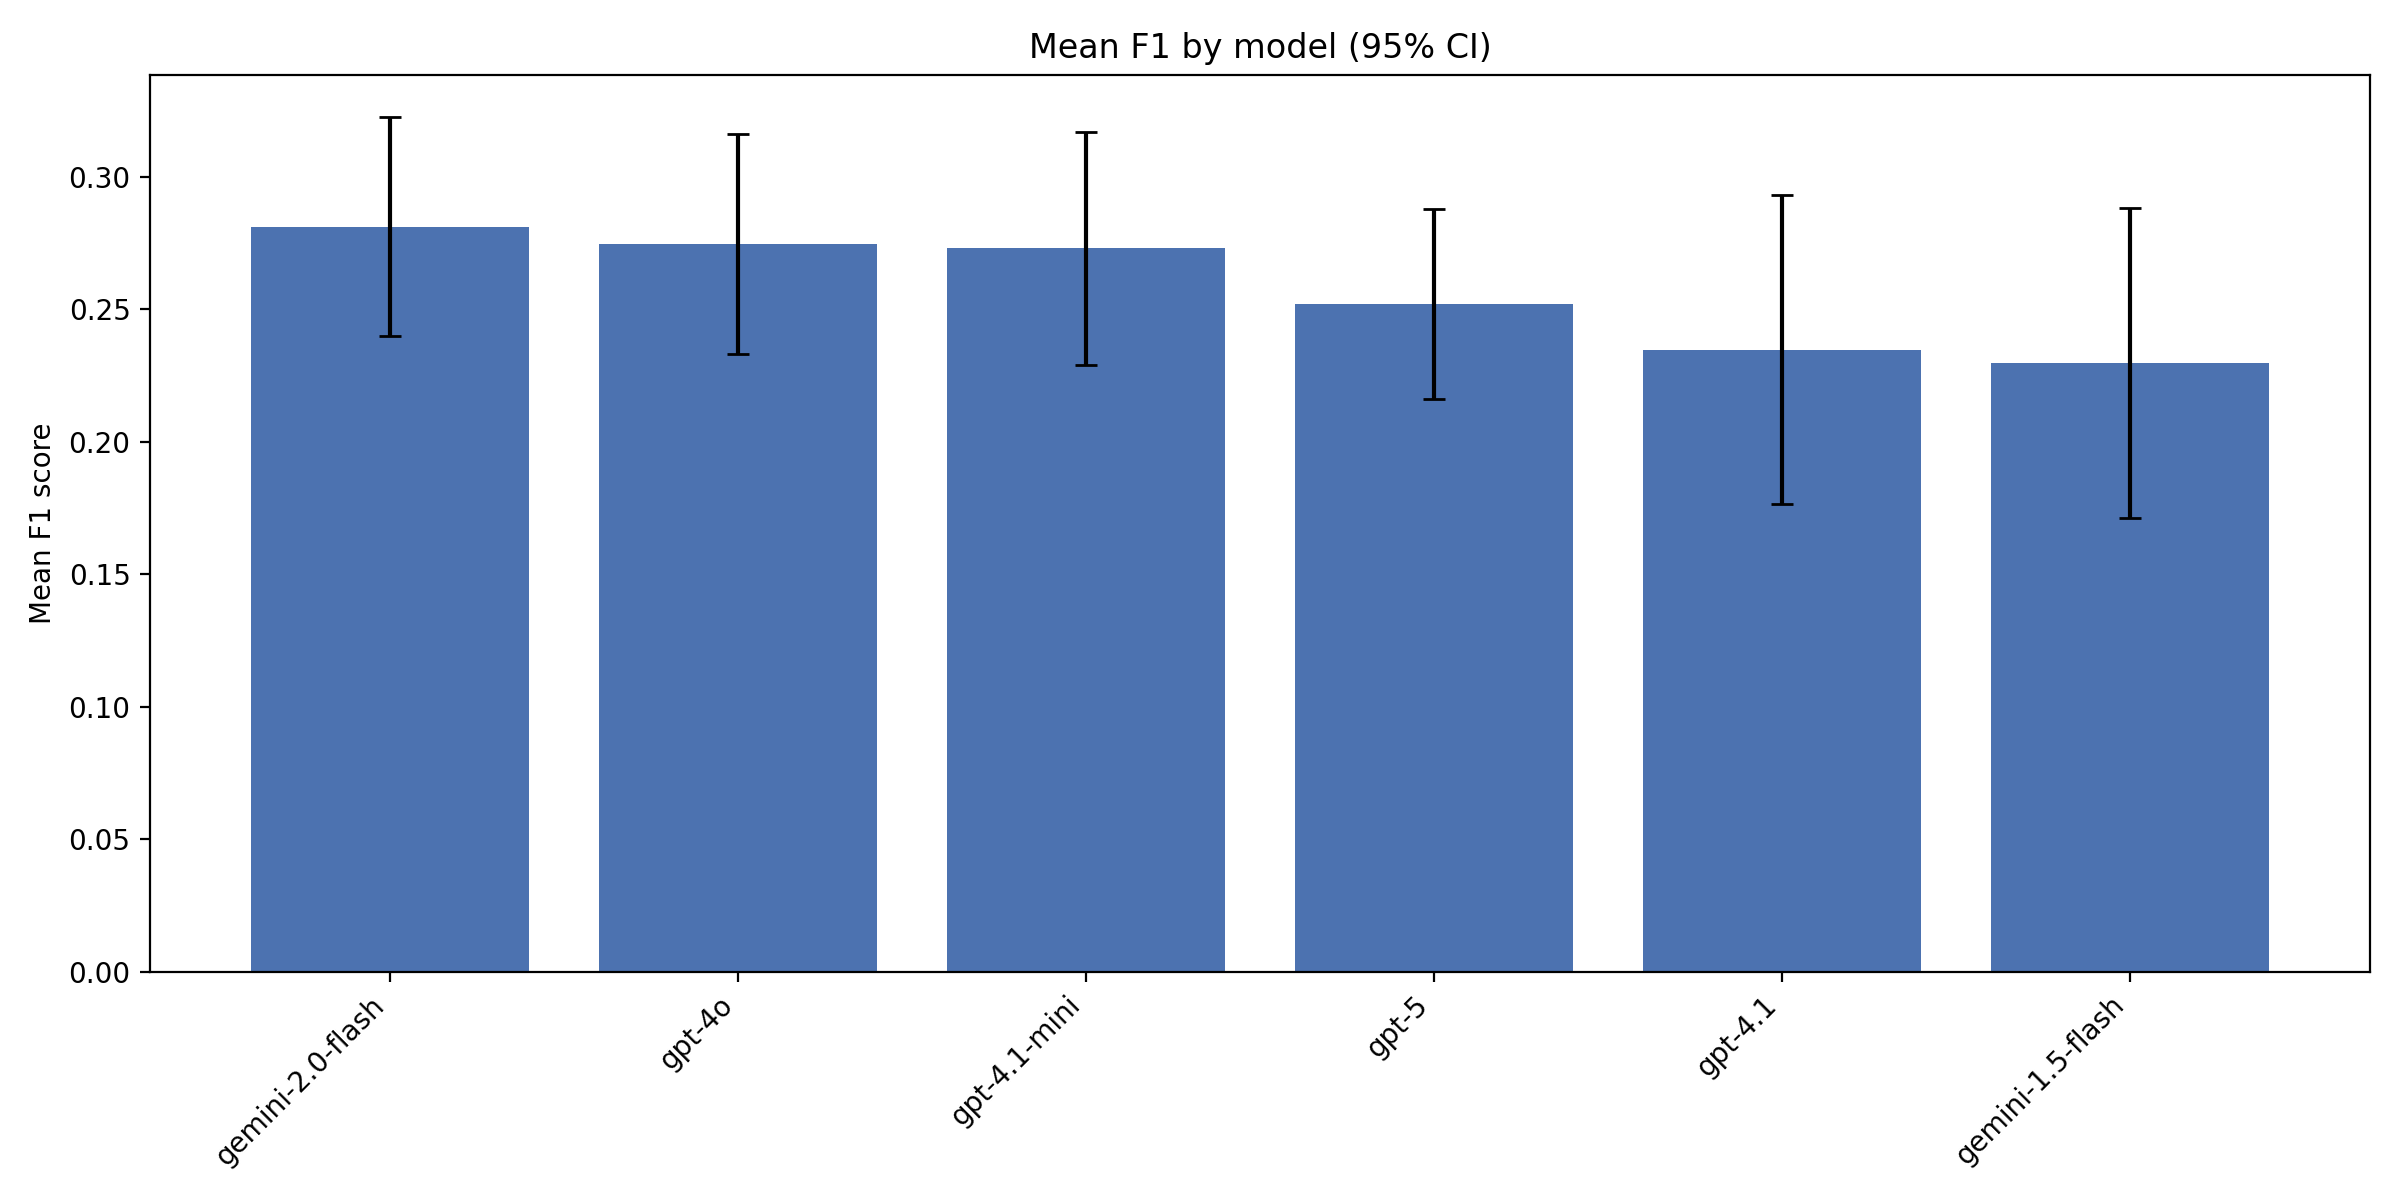 Mean F1 by model (95% CI)
Mean F1 score
0.30
0.25
0.20
0.15
0.10
0.05
0.00
gemini-2.0-flash
gpt-4o
gpt-4.1-mini
gpt-5
gpt-4.1
gemini-1.5-flash